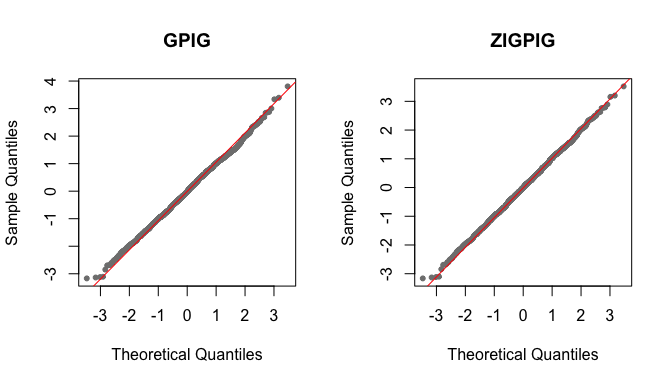 GPIG
ZIGPIG
Sample Quantiles
4
3
2
1
0
-1
-3
-3 -2 -1 0 1 2 3
Theoretical Quantiles
Sample Quantiles
3
2
1
0
-1
-2
-3
-3 -2 -1 0 1 2 3
Theoretical Quantiles